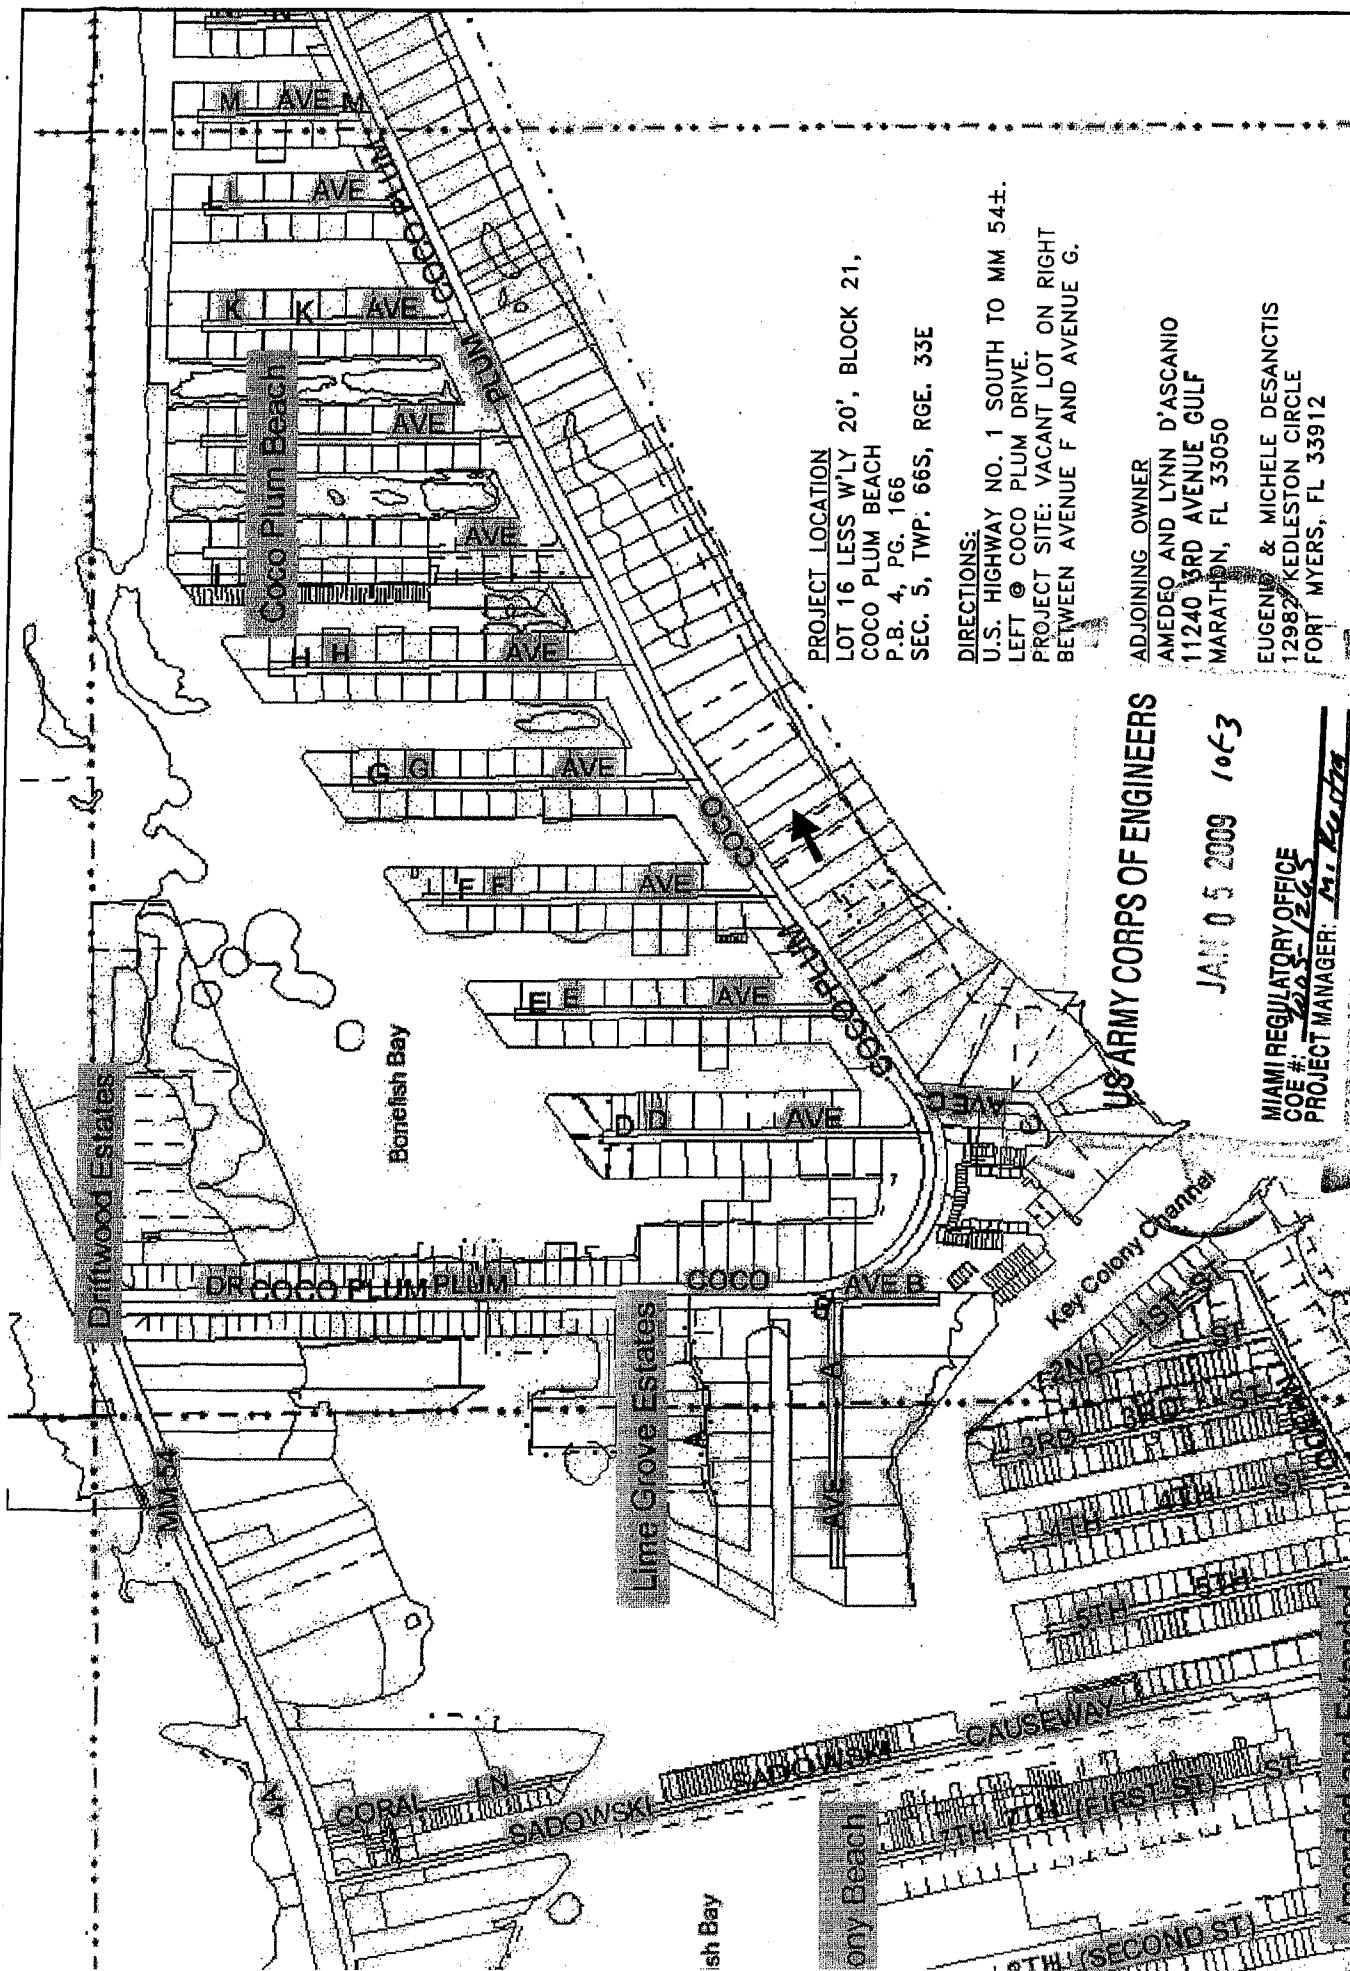 Driftwood Estates
Coco Plum Beach
MM 54
Bonefish Bay
DR COCO PLUM PLUM
COCO
AVE B
B
Lime Grove Estates
AVE A
A
D D AVE
E E AVE
F F AVE
G G AVE
H H AVE
AVE
AVE
K K AVE
L AVE
M AVE M
N
COCO PLUM
PLUM
COCO
COCO PLUM
AVE C
C
Key Colony Channel
1ST ST
2ND ST
3RD 3RD ST
4TH 4TH ST
5TH 5TH
CORAL LN
SADOWSKI SADOWSKI CAUSEWAY
7TH 7TH (FIRST ST) ST
8TH (SECOND ST)
ony Beach
sh Bay
Amended and Extended
PROJECT LOCATION
LOT 16 LESS W'LY 20', BLOCK 21,
COCO PLUM BEACH
P.B. 4, PG. 166
SEC. 5, TWP. 66S, RGE. 33E
DIRECTIONS:
U.S. HIGHWAY NO. 1 SOUTH TO MM 54±.
LEFT @ COCO PLUM DRIVE.
PROJECT SITE: VACANT LOT ON RIGHT
BETWEEN AVENUE F AND AVENUE G.
ADJOINING OWNER
AMEDEO AND LYNN D'ASCANIO
11240 3RD AVENUE GULF
MARATHON, FL 33050
EUGENE & MICHELE DESANCTIS
12982 KEDLESTON CIRCLE
FORT MYERS, FL 33912
US ARMY CORPS OF ENGINEERS
JAN 05 2009 1 of 3
MIAMI REGULATORY OFFICE
COE #:
PROJECT MANAGER: M.